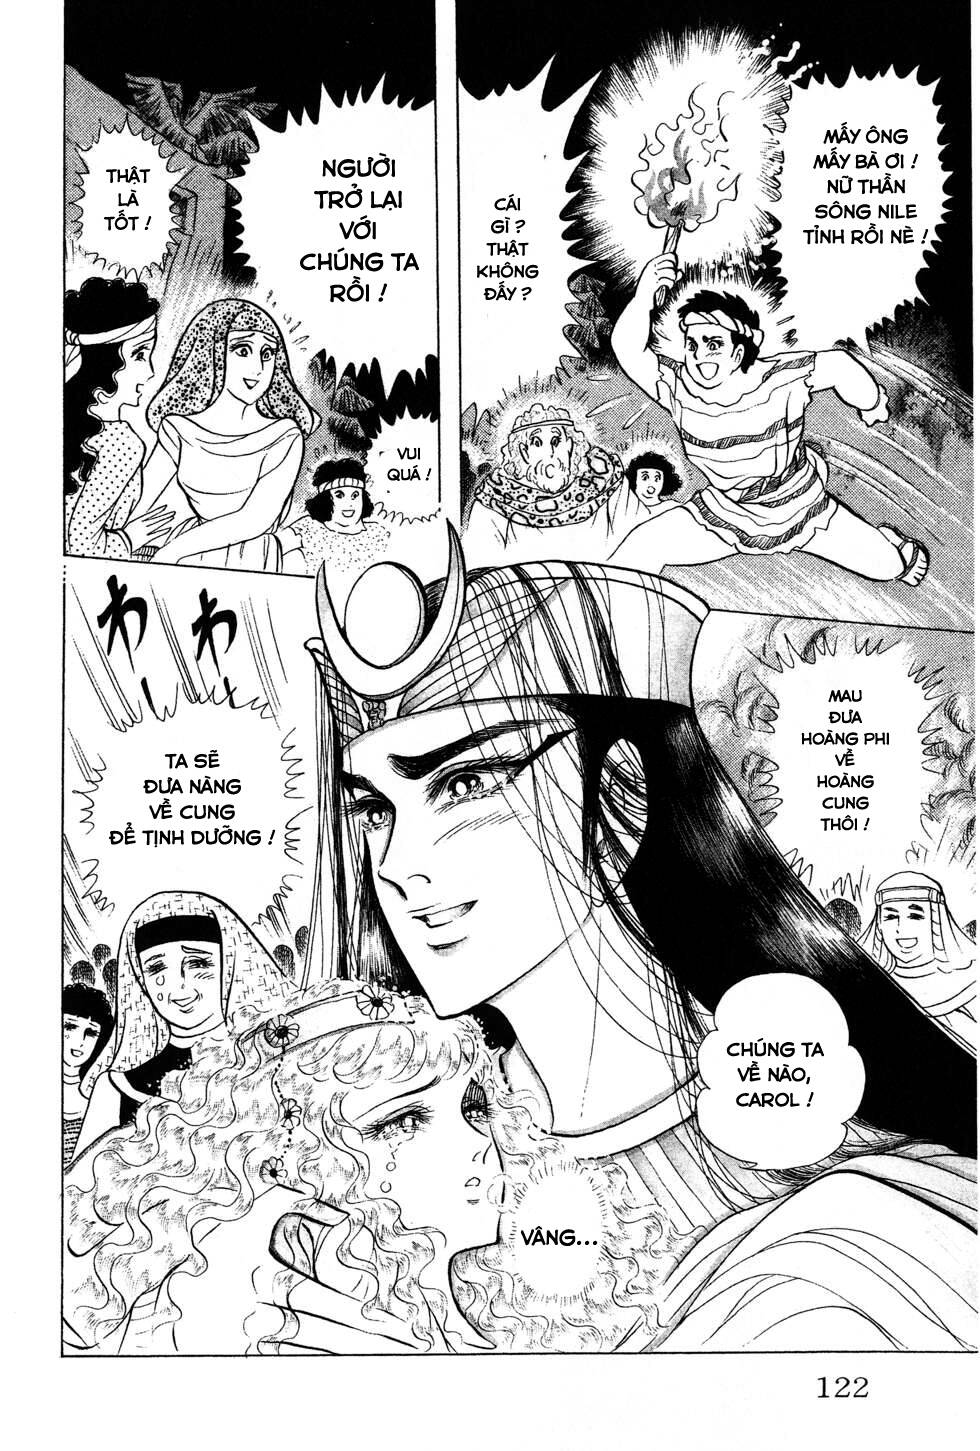 MẤY ÔNG
MẤY BÀ ƠI !
NỮ THẦN
SÔNG NILE
TỈNH RỒI NÈ !
CÁI
GÌ ?
THẬT
KHÔNG
ĐẤY ?
NGƯỜI
TRỞ LẠI
VỚI
CHÚNG TA
RỒI !
THẬT
LÀ
TỐT !
VUI
QUÁ !
MAU
ĐƯA
HOÀNG PHI
VỀ
HOÀNG
CUNG
THÔI !
わー
わー
TA SẼ
ĐƯA NÀNG
VỀ CUNG
ĐỂ TỊNH DƯỠNG !
CHÚNG TA
VỀ NÀO,
CAROL !
VÂNG...
122